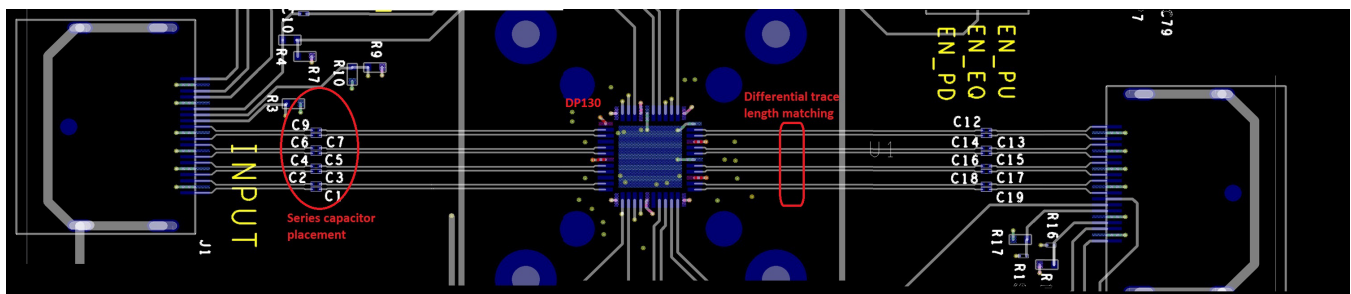 C10
R4
R7
R10
R9
R3
C9
C6
C7
C4
C5
C2
C3
C1
INPUT
J1
Series capacitor
placement
DP130
Differential trace
length matching
U1
EN_PD
EN_EQ
EN_PU
C79
C12
C14
C13
C16
C15
C18
C17
C19
R17
R16